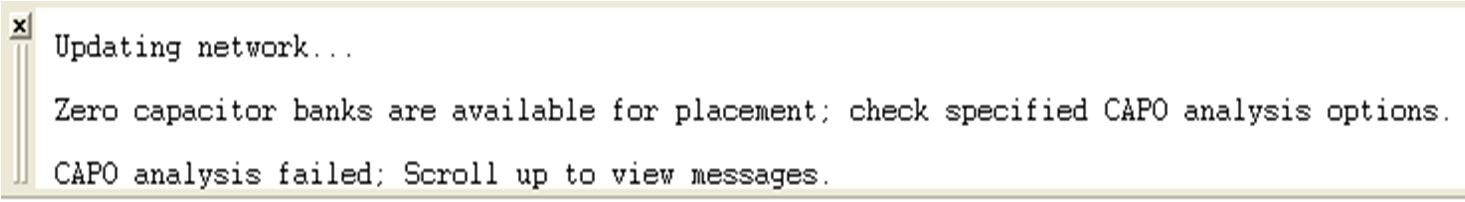 Updating network...
Zero capacitor banks are available for placement; check specified CAPO analysis options.
CAPO analysis failed; Scroll up to view messages.